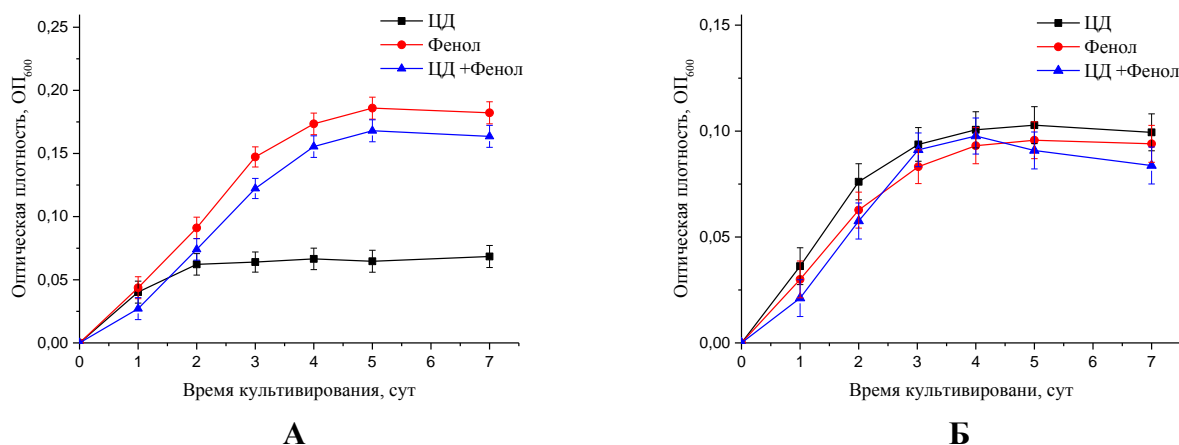 Оптическая плотность, ОП₆₀₀
0,25
0,20
0,15
0,10
0,05
0,00
0 1 2 3 4 5 6 7
Время культивирования, сут
ЦД
Фенол
ЦД +Фенол
А
Оптическая плотность, ОП₆₀₀
0,15
0,10
0,05
0,00
0 1 2 3 4 5 6 7
Время культивировани, сут
ЦД
Фенол
ЦД +Фенол
Б